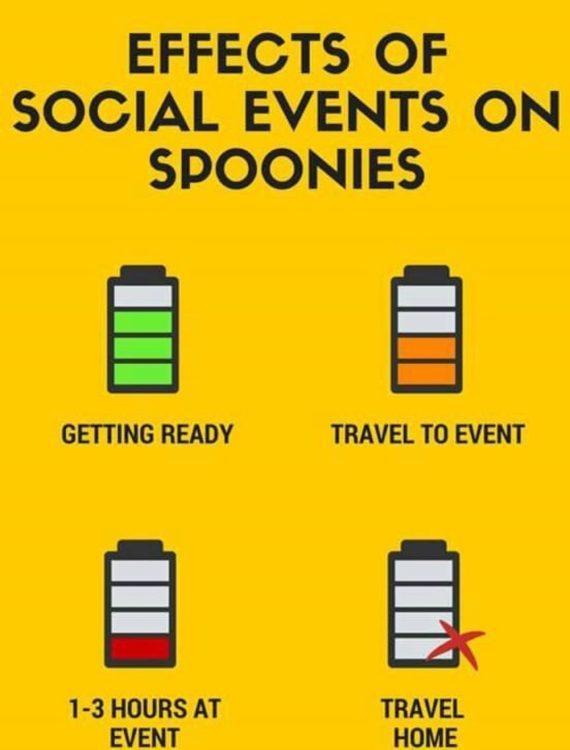 EFFECTS OF
SOCIAL EVENTS ON
SPOONIES
GETTING READY
TRAVEL TO EVENT
1-3 HOURS AT
EVENT
TRAVEL
HOME